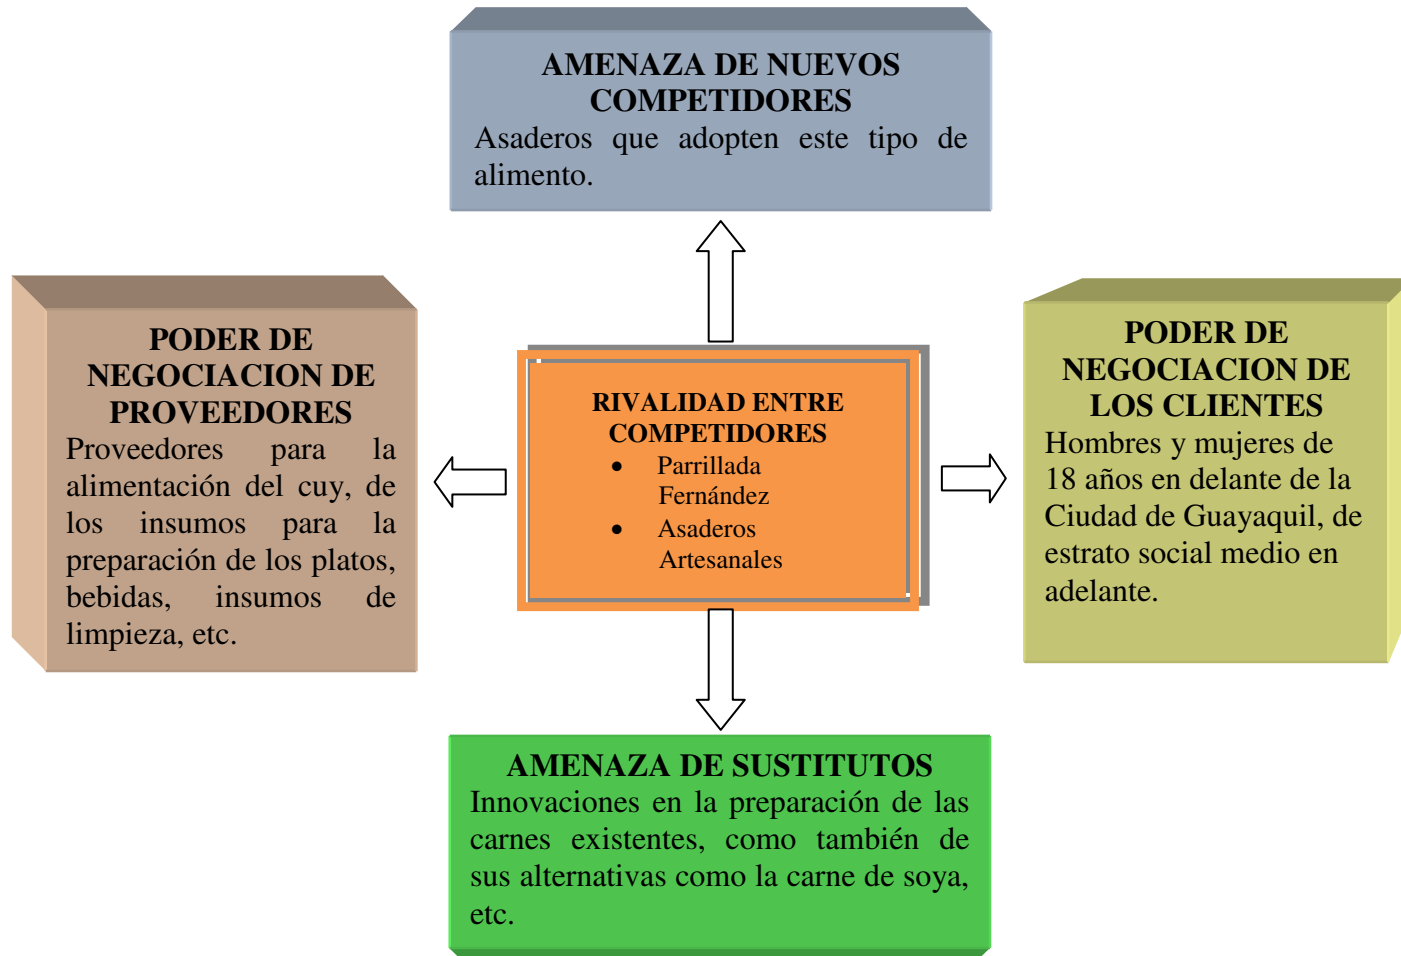 AMENAZA DE NUEVOS
COMPETIDORES
Asaderos que adopten este tipo de
alimento.
PODER DE
NEGOCIACION DE
PROVEEDORES
Proveedores para la
alimentación del cuy, de
los insumos para la
preparación de los platos,
bebidas, insumos de
limpieza, etc.
RIVALIDAD ENTRE
COMPETIDORES
• Parrillada
Fernández
• Asaderos
Artesanales
PODER DE
NEGOCIACION DE
LOS CLIENTES
Hombres y mujeres de
18 años en delante de la
Ciudad de Guayaquil, de
estrato social medio en
adelante.
AMENAZA DE SUSTITUTOS
Innovaciones en la preparación de las
carnes existentes, como también de
sus alternativas como la carne de soya,
etc.